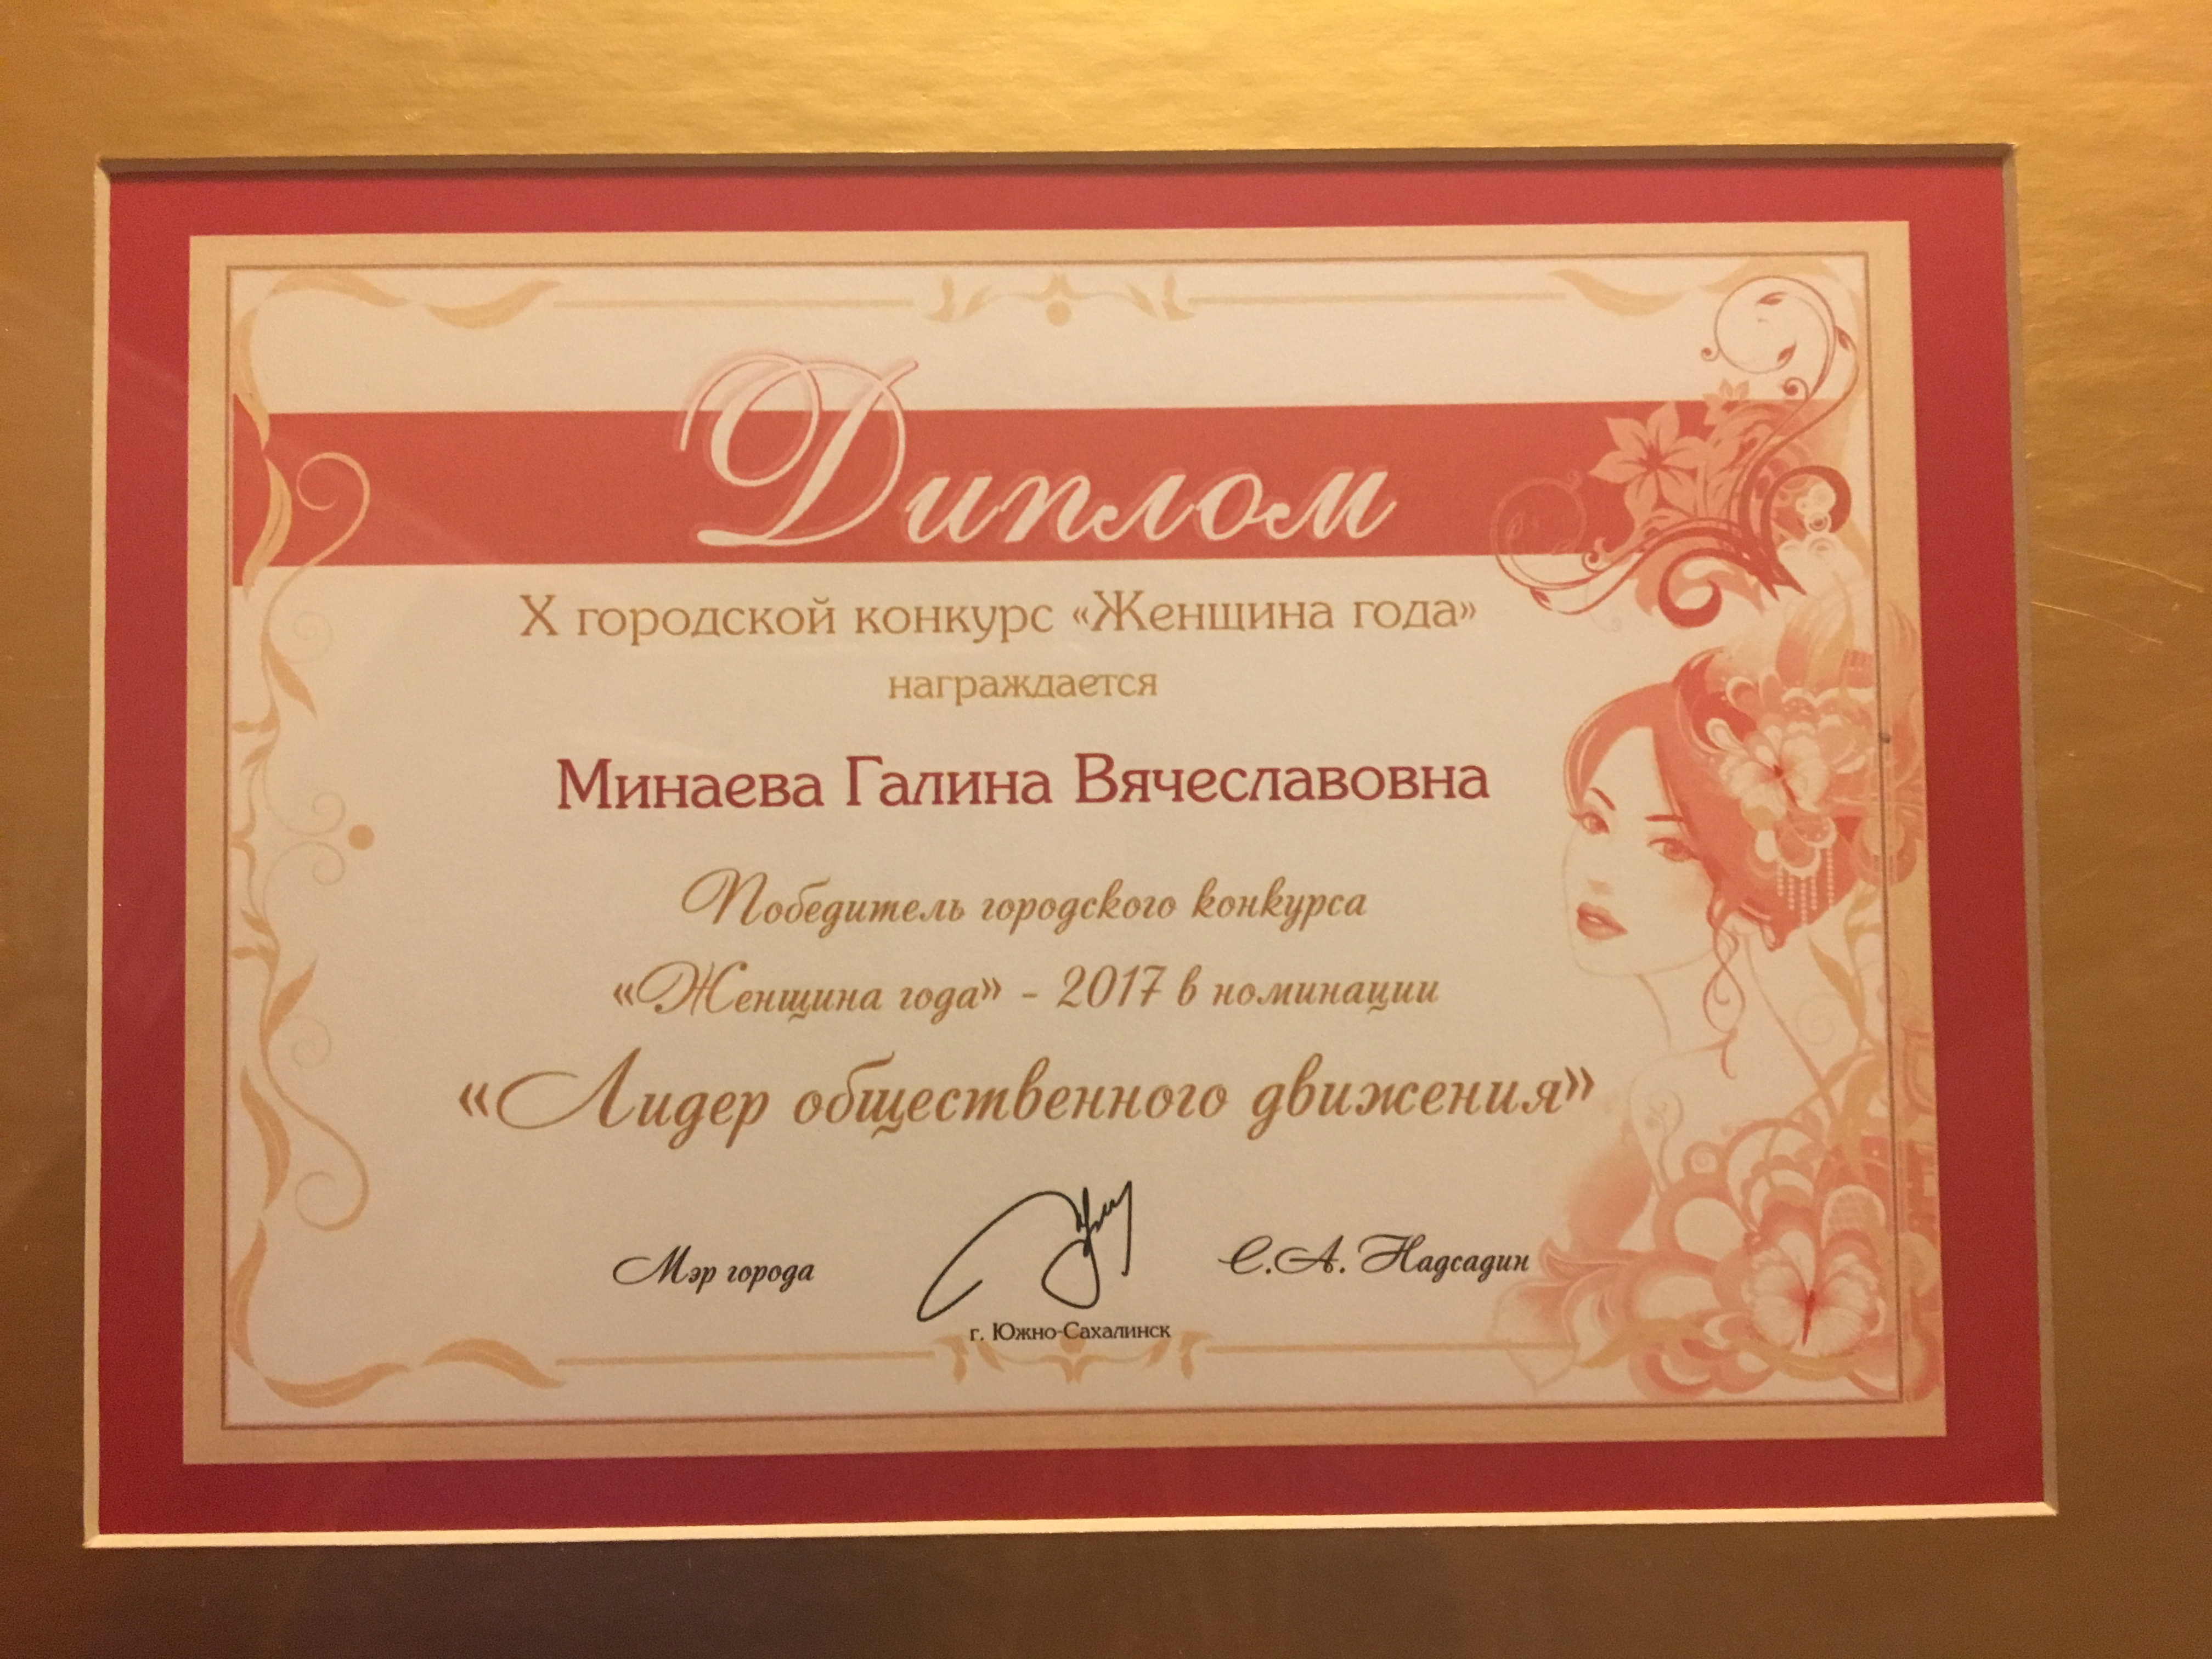 Диплом
X городской конкурс «Женщина года»
награждается
Минаева Галина Вячеславовна
Победитель городского конкурса
«Женщина года» - 2017 в номинации
«Лидер общественного движения»
Мэр города С.А. Надсадин
г. Южно-Сахалинск